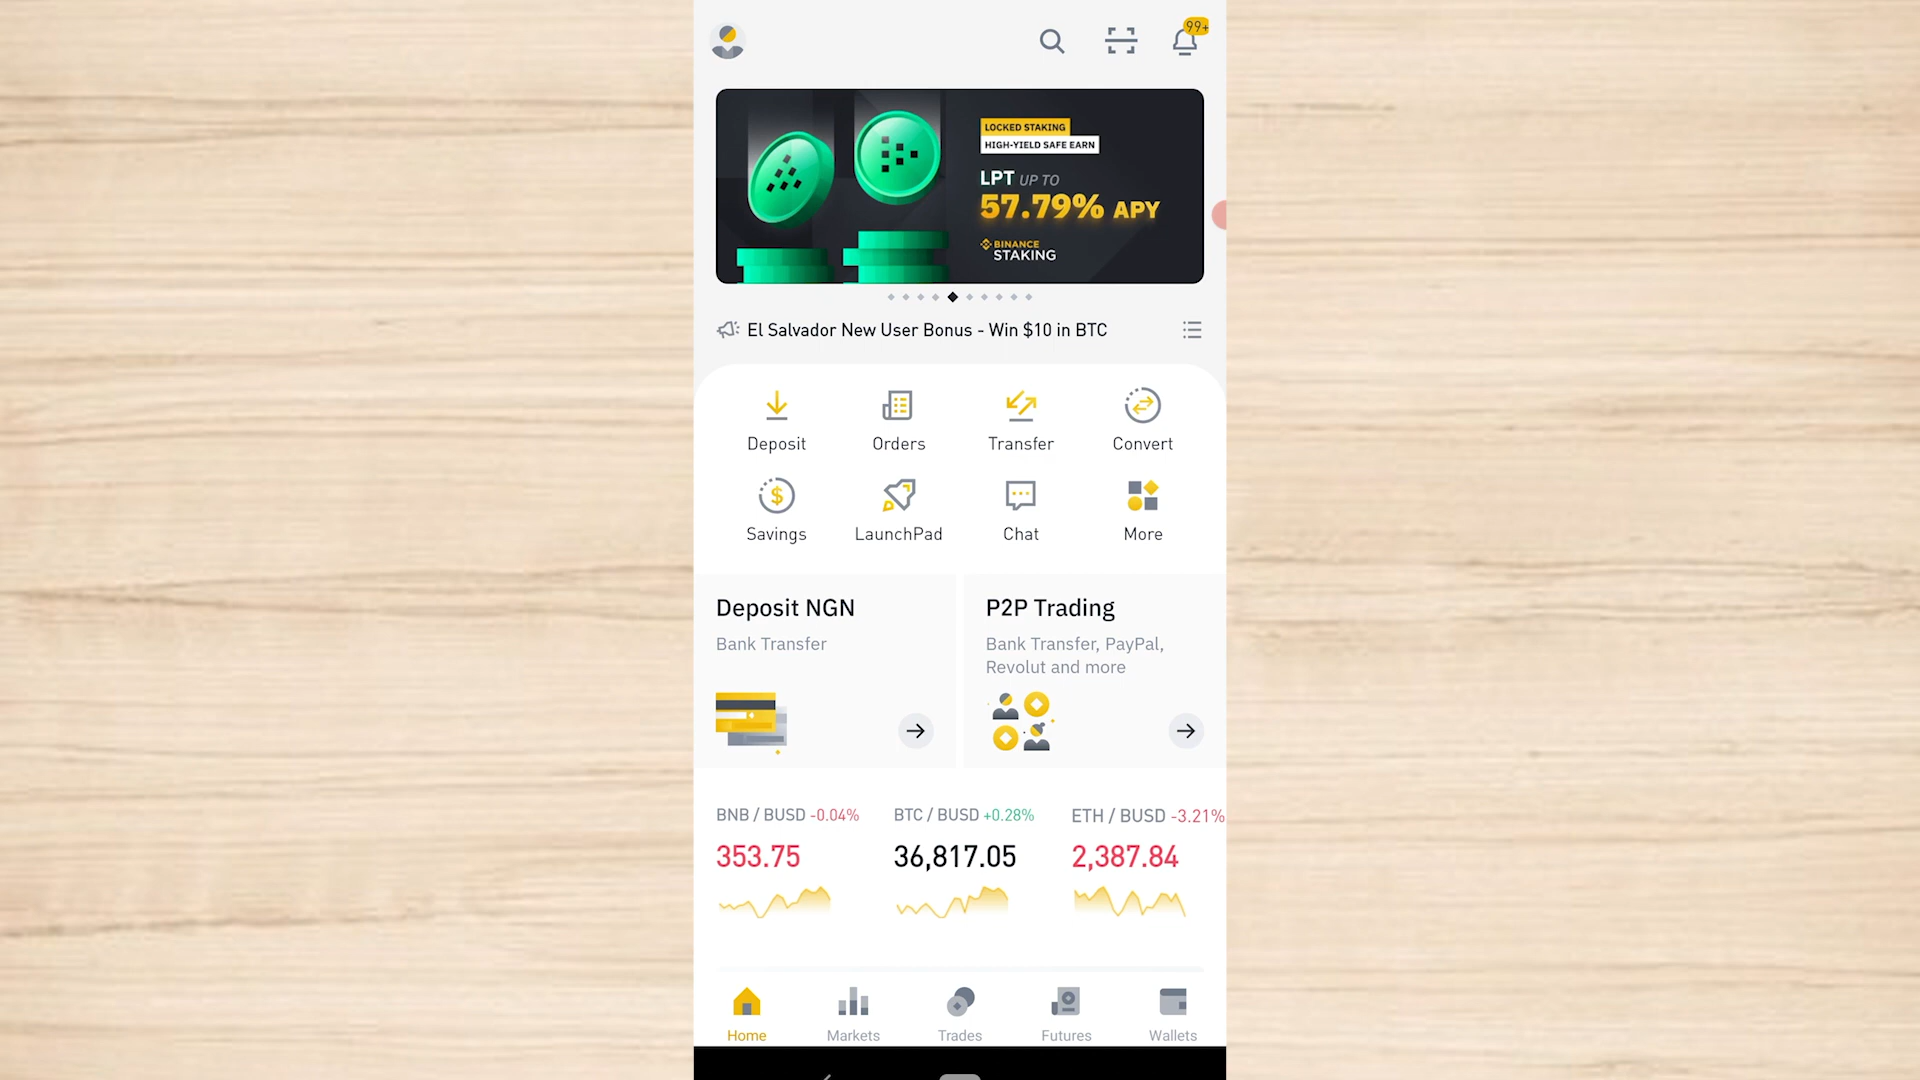 99+
LOCKED STAKING
HIGH-YIELD SAFE EARN
LPT UP TO
57.79% APY
BINANCE
STAKING
El Salvador New User Bonus - Win $10 in BTC
Deposit
Orders
Transfer
Convert
Savings
LaunchPad
Chat
More
Deposit NGN
Bank Transfer
P2P Trading
Bank Transfer, PayPal,
Revolut and more
BNB / BUSD -0.04%
353.75
BTC / BUSD +0.28%
36,817.05
ETH / BUSD -3.21%
2,387.84
Home
Markets
Trades
Futures
Wallets